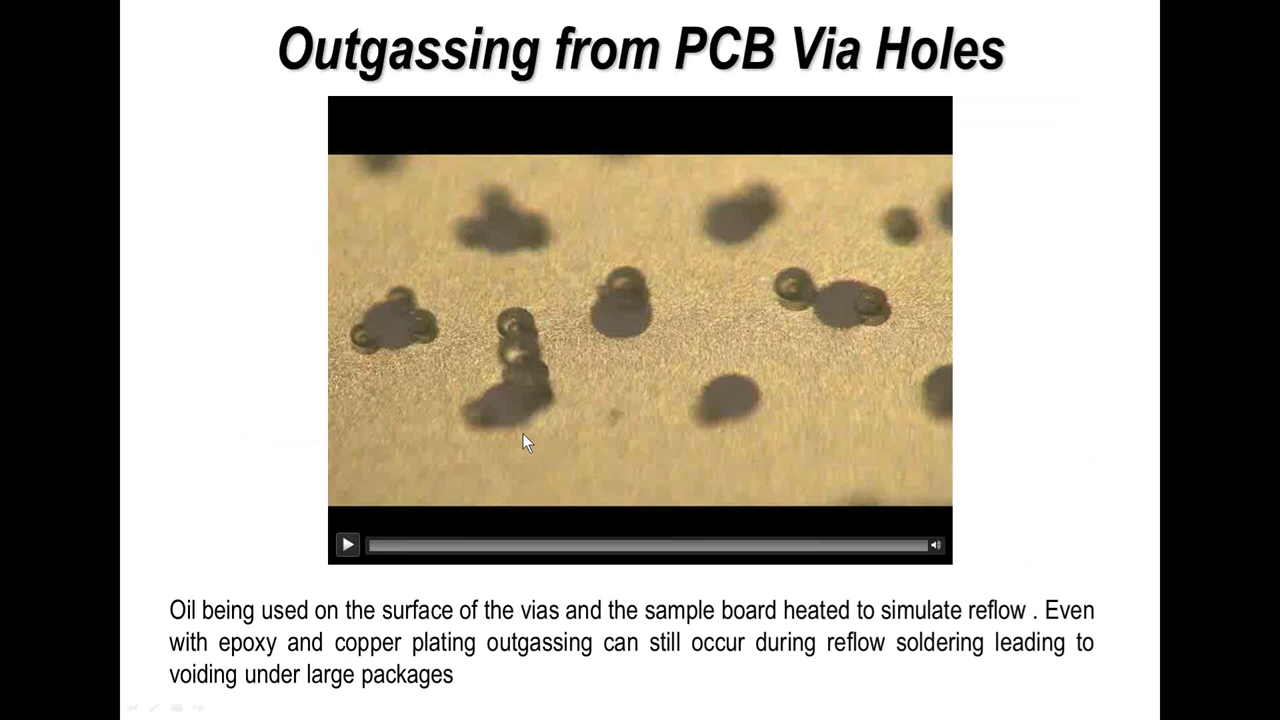 Outgassing from PCB Via Holes
Oil being used on the surface of the vias and the sample board heated to simulate reflow . Even
with epoxy and copper plating outgassing can still occur during reflow soldering leading to
voiding under large packages